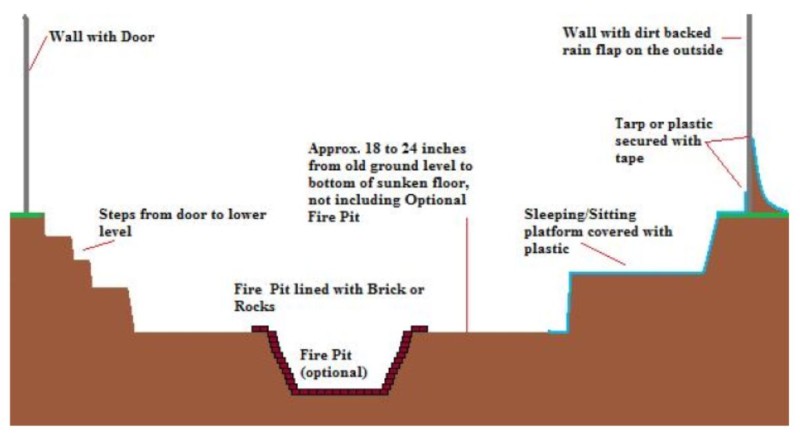 Wall with Door
Wall with dirt backed
rain flap on the outside
Tarp or plastic
secured with
tape
Approx. 18 to 24 inches
from old ground level to
bottom of sunken floor,
not including Optional
Fire Pit
Steps from door to lower
level
Sleeping/Sitting
platform covered with
plastic
Fire Pit lined with Brick or
Rocks
Fire Pit
(optional)